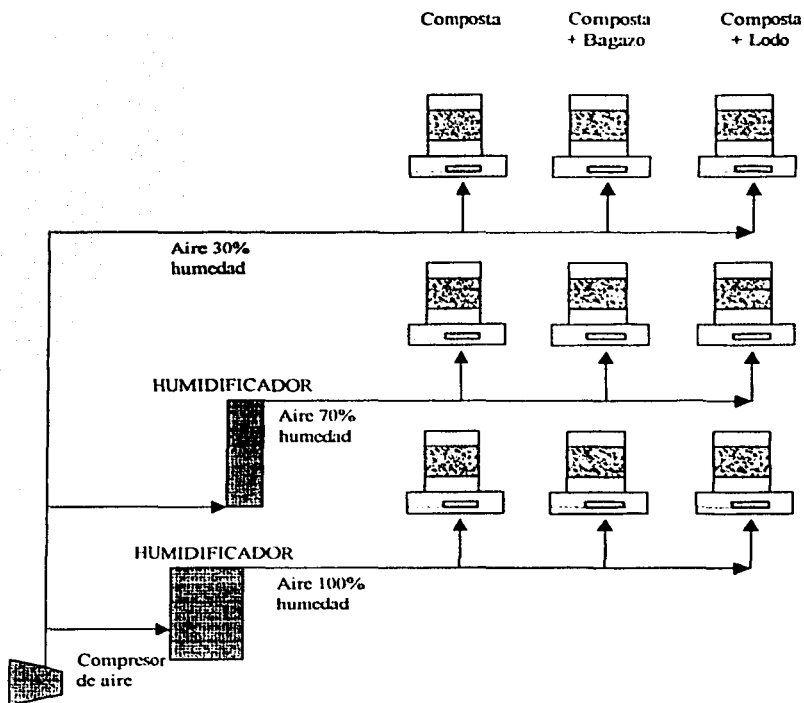 Composta
Composta
+ Bagazo
Composta
+ Lodo
Aire 30%
humedad
HUMIDIFICADOR
Aire 70%
humedad
HUMIDIFICADOR
Aire 100%
humedad
Compresor
de aire